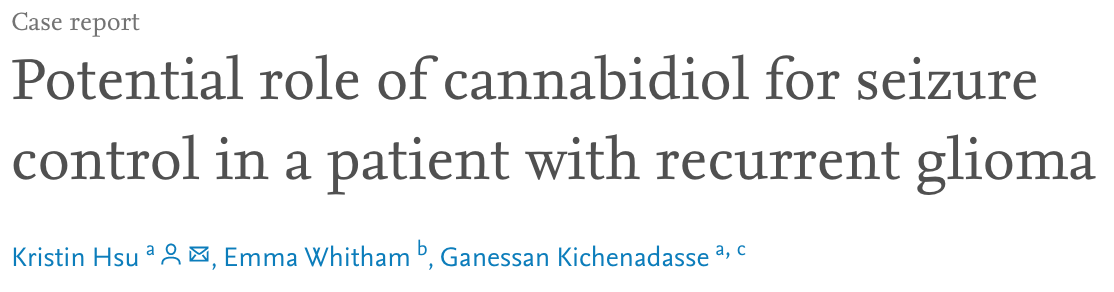 Case report
Potential role of cannabidiol for seizure
control in a patient with recurrent glioma
Kristin Hsu a, Emma Whitham b, Ganessan Kichenadasse a, c